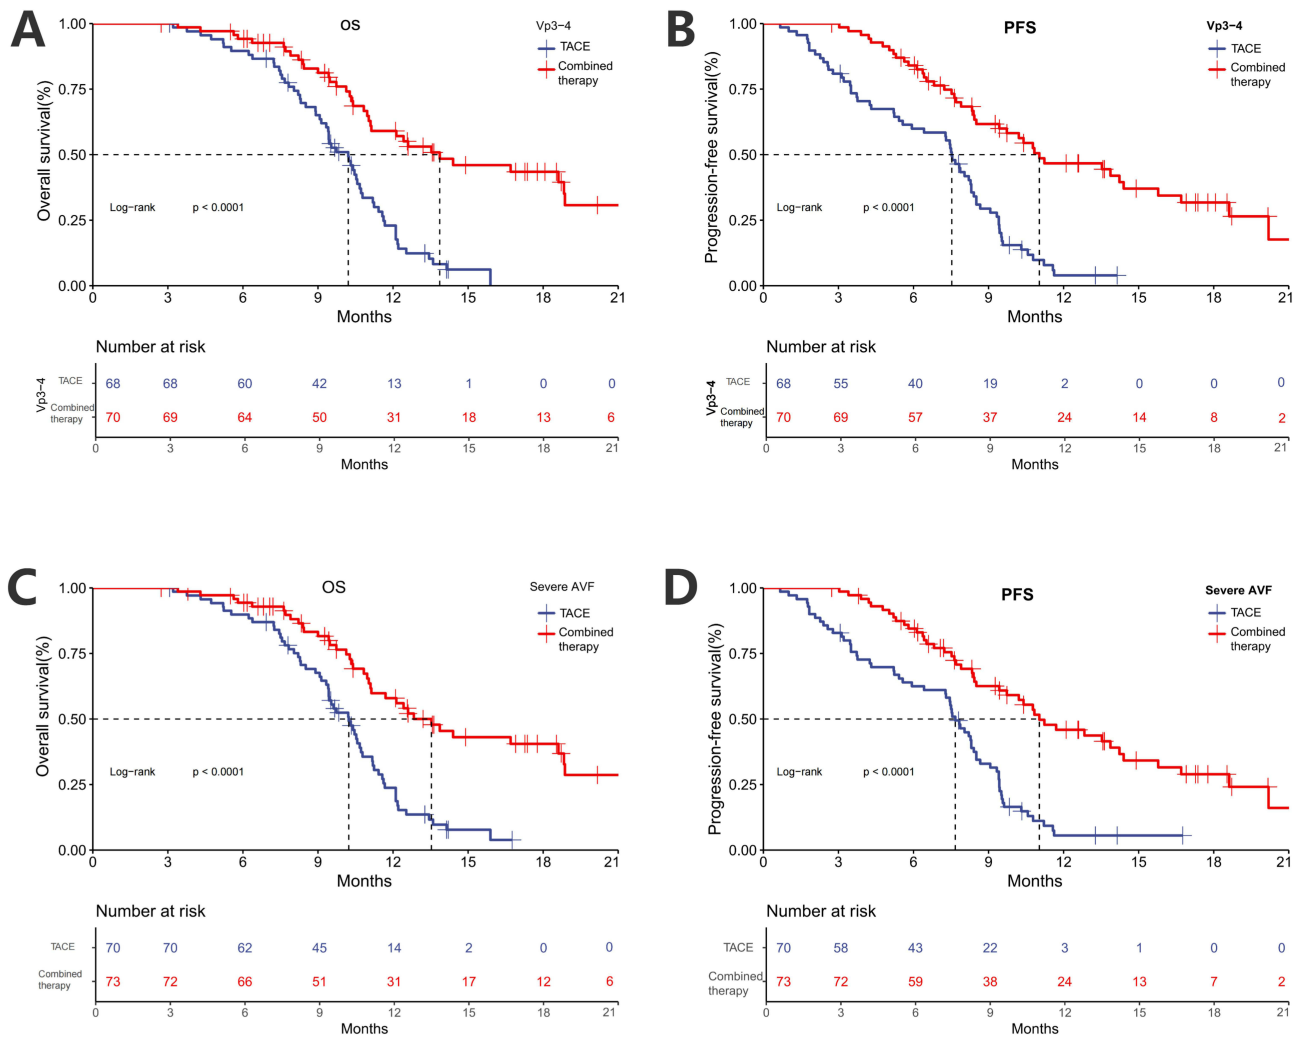 A
OS
Vp3-4
TACE
Combined
therapy
Overall survival(%)
1.00
0.75
0.50
0.25
0.00
Log-rank p < 0.0001
0 3 6 9 12 15 18 21
Months
Number at risk
Vp3-4
TACE 68 68 60 42 13 1 0 0
Combined
therapy 70 69 64 50 31 18 13 6
0 3 6 9 12 15 18 21
Months
B
PFS
Vp3-4
TACE
Combined
therapy
Progression-free survival(%)
1.00
0.75
0.50
0.25
0.00
Log-rank p < 0.0001
0 3 6 9 12 15 18 21
Months
Number at risk
Vp3-4
TACE 68 55 40 19 2 0 0 0
Combined
therapy 70 69 57 37 24 14 8 2
0 3 6 9 12 15 18 21
Months
C
OS
Severe AVF
TACE
Combined
therapy
Overall survival(%)
1.00
0.75
0.50
0.25
0.00
Log-rank p < 0.0001
0 3 6 9 12 15 18 21
Months
Number at risk
TACE 70 70 62 45 14 2 0 0
Combined
therapy 73 72 66 51 31 17 12 6
0 3 6 9 12 15 18 21
Months
D
PFS
Severe AVF
TACE
Combined
therapy
Progression-free survival(%)
1.00
0.75
0.50
0.25
0.00
Log-rank p < 0.0001
0 3 6 9 12 15 18 21
Months
Number at risk
TACE 70 58 43 22 3 1 0 0
Combined
therapy 73 72 59 38 24 13 7 2
0 3 6 9 12 15 18 21
Months